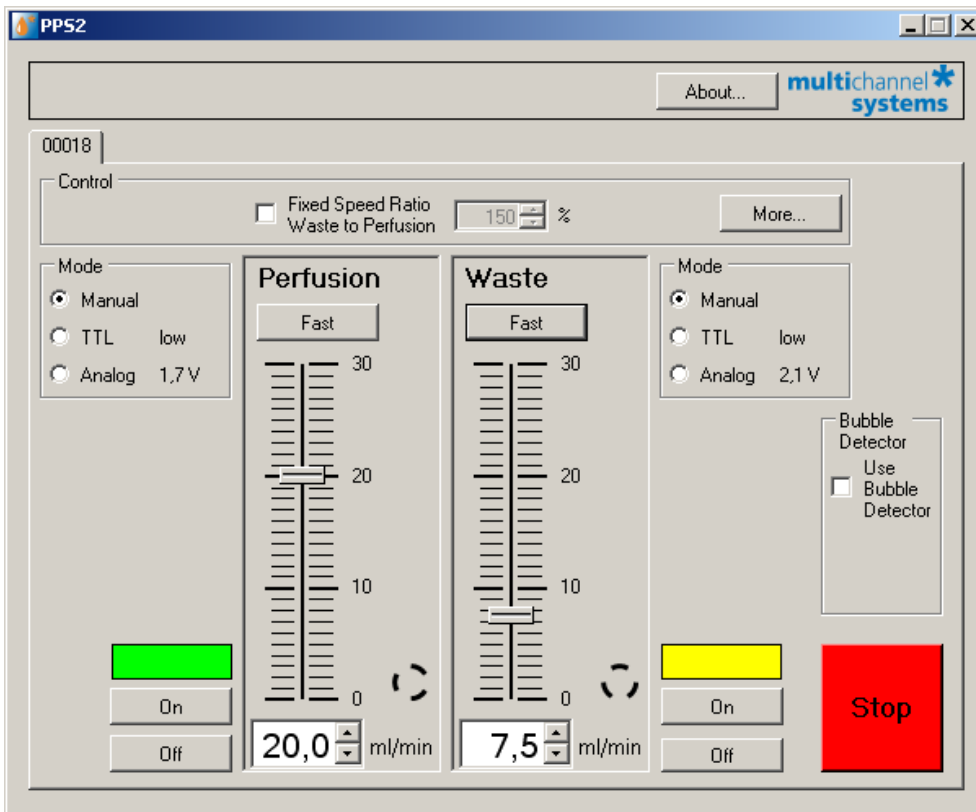 PPS2
About...
multichannel*
systems
00018
Control
Fixed Speed Ratio
Waste to Perfusion
150 %
More...
Mode
Manual
TTL low
Analog 1,7 V
Perfusion
Fast
30
20
10
0
20,0 ml/min
Waste
Fast
30
20
10
0
7,5 ml/min
Mode
Manual
TTL low
Analog 2,1 V
Bubble
Detector
Use
Bubble
Detector
On
Off
On
Off
Stop